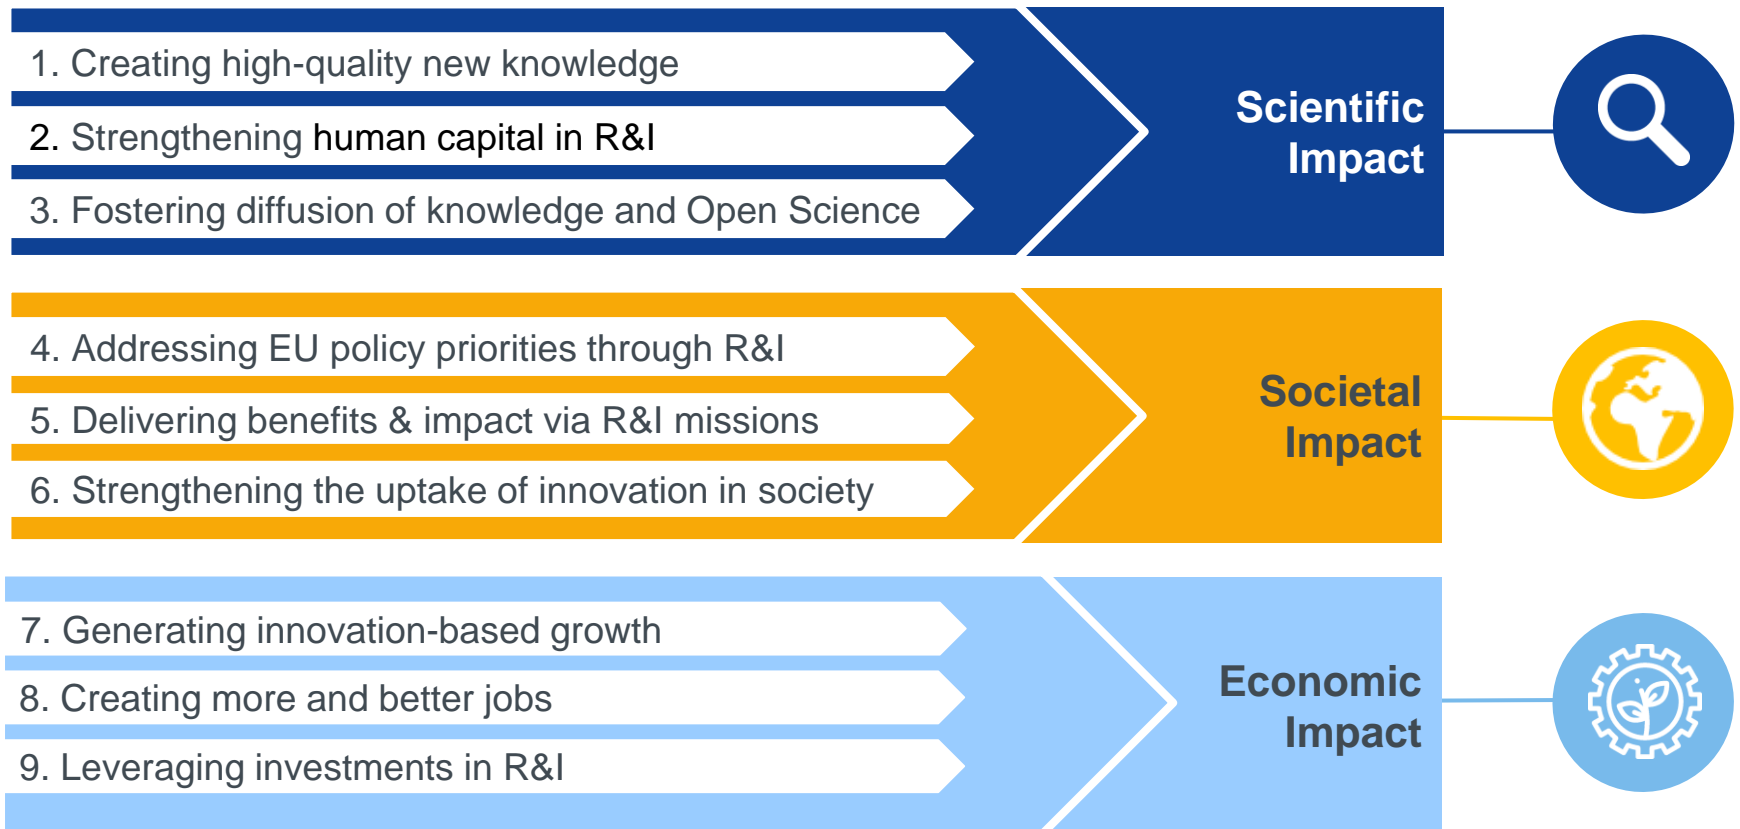 1. Creating high-quality new knowledge
2. Strengthening human capital in R&I
3. Fostering diffusion of knowledge and Open Science
Scientific
Impact
4. Addressing EU policy priorities through R&I
5. Delivering benefits & impact via R&I missions
6. Strengthening the uptake of innovation in society
Societal
Impact
7. Generating innovation-based growth
8. Creating more and better jobs
9. Leveraging investments in R&I
Economic
Impact